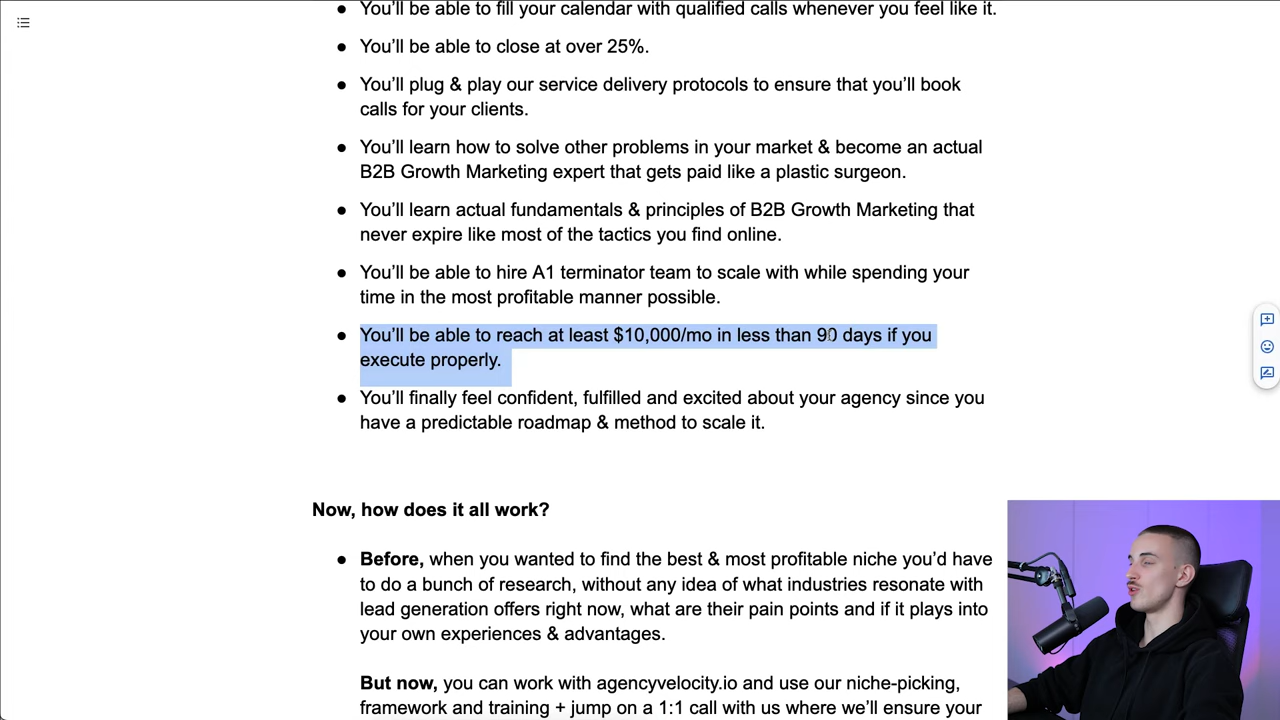 You'll be able to fill your calendar with qualified calls whenever you feel like it.
● You'll be able to close at over 25%.
● You'll plug & play our service delivery protocols to ensure that you'll book
calls for your clients.
● You'll learn how to solve other problems in your market & become an actual
B2B Growth Marketing expert that gets paid like a plastic surgeon.
● You'll learn actual fundamentals & principles of B2B Growth Marketing that
never expire like most of the tactics you find online.
● You'll be able to hire A1 terminator team to scale with while spending your
time in the most profitable manner possible.
● You'll be able to reach at least $10,000/mo in less than 90 days if you
execute properly.
● You'll finally feel confident, fulfilled and excited about your agency since you
have a predictable roadmap & method to scale it.
Now, how does it all work?
● Before, when you wanted to find the best & most profitable niche you'd have
to do a bunch of research, without any idea of what industries resonate with
lead generation offers right now, what are their pain points and if it plays into
your own experiences & advantages.
But now, you can work with agencyvelocity.io and use our niche-picking,
framework and training + jump on a 1:1 call with us where we'll ensure your